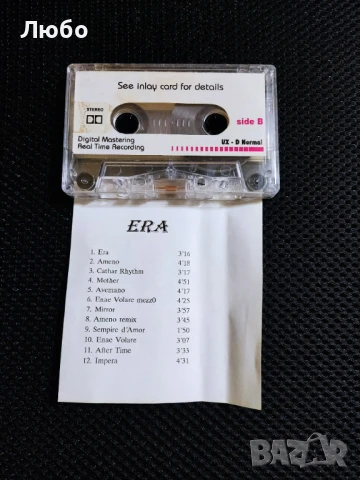 Любо
See inlay card for details
STEREO
side B
Digital Mastering
Real Time Recording
UX - D Normal
ERA
1. Era 3'16
2. Ameno 4'18
3. Cathar Rhythm 3'17
4. Mother 4'51
5. Avemano 4'17
6. Enae Volare mezz0 4'25
7. Mirror 3'57
8. Ameno remix 3'45
9. Sempire d'Amor 1'50
10. Enae Volare 3'07
11. After Time 3'33
12. Impera 4'31
BAZAR
bg